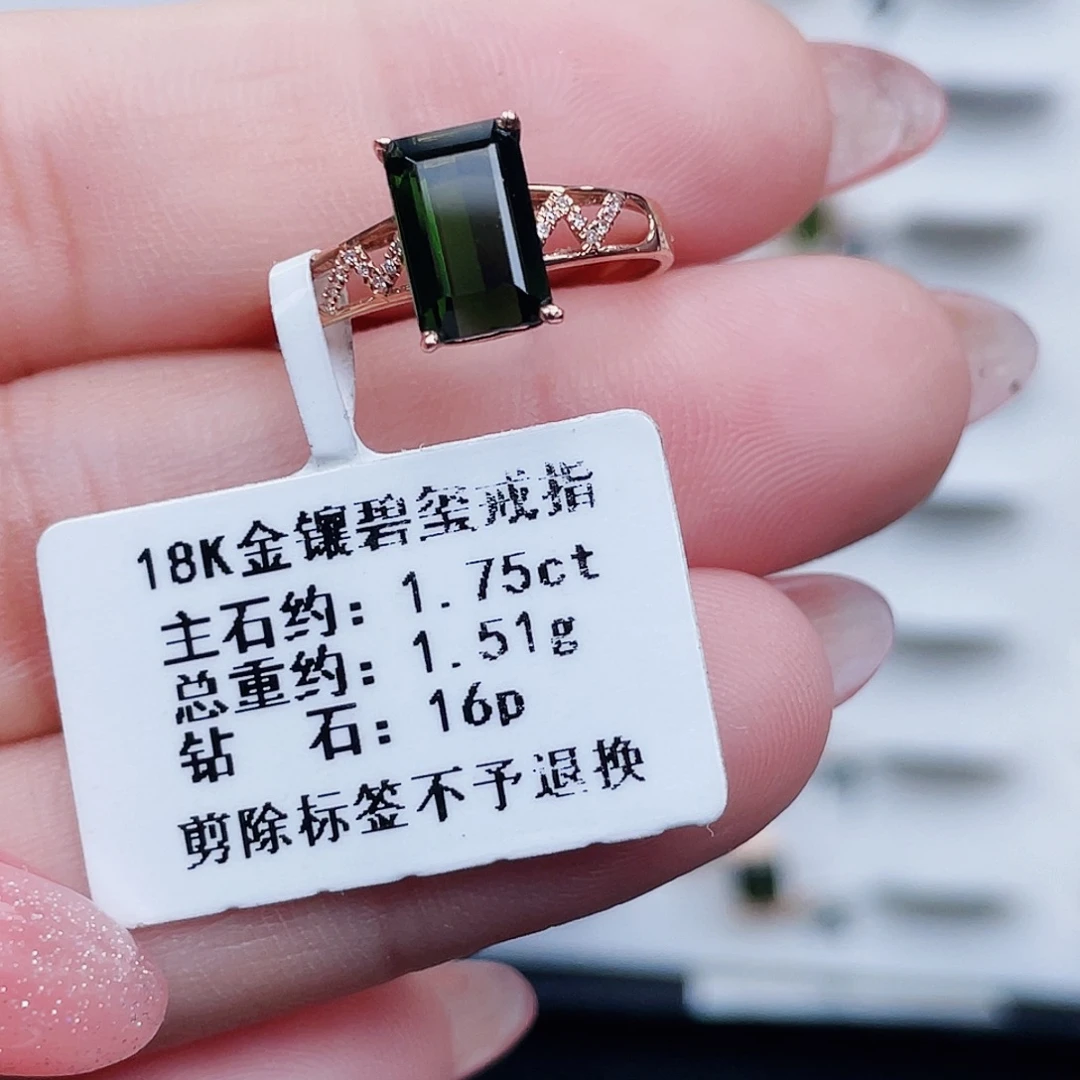 18K金镶碧玺戒指
主石约: 1.75ct
总重约: 1.51g
钻 石: 16p
剪除标签不予退换